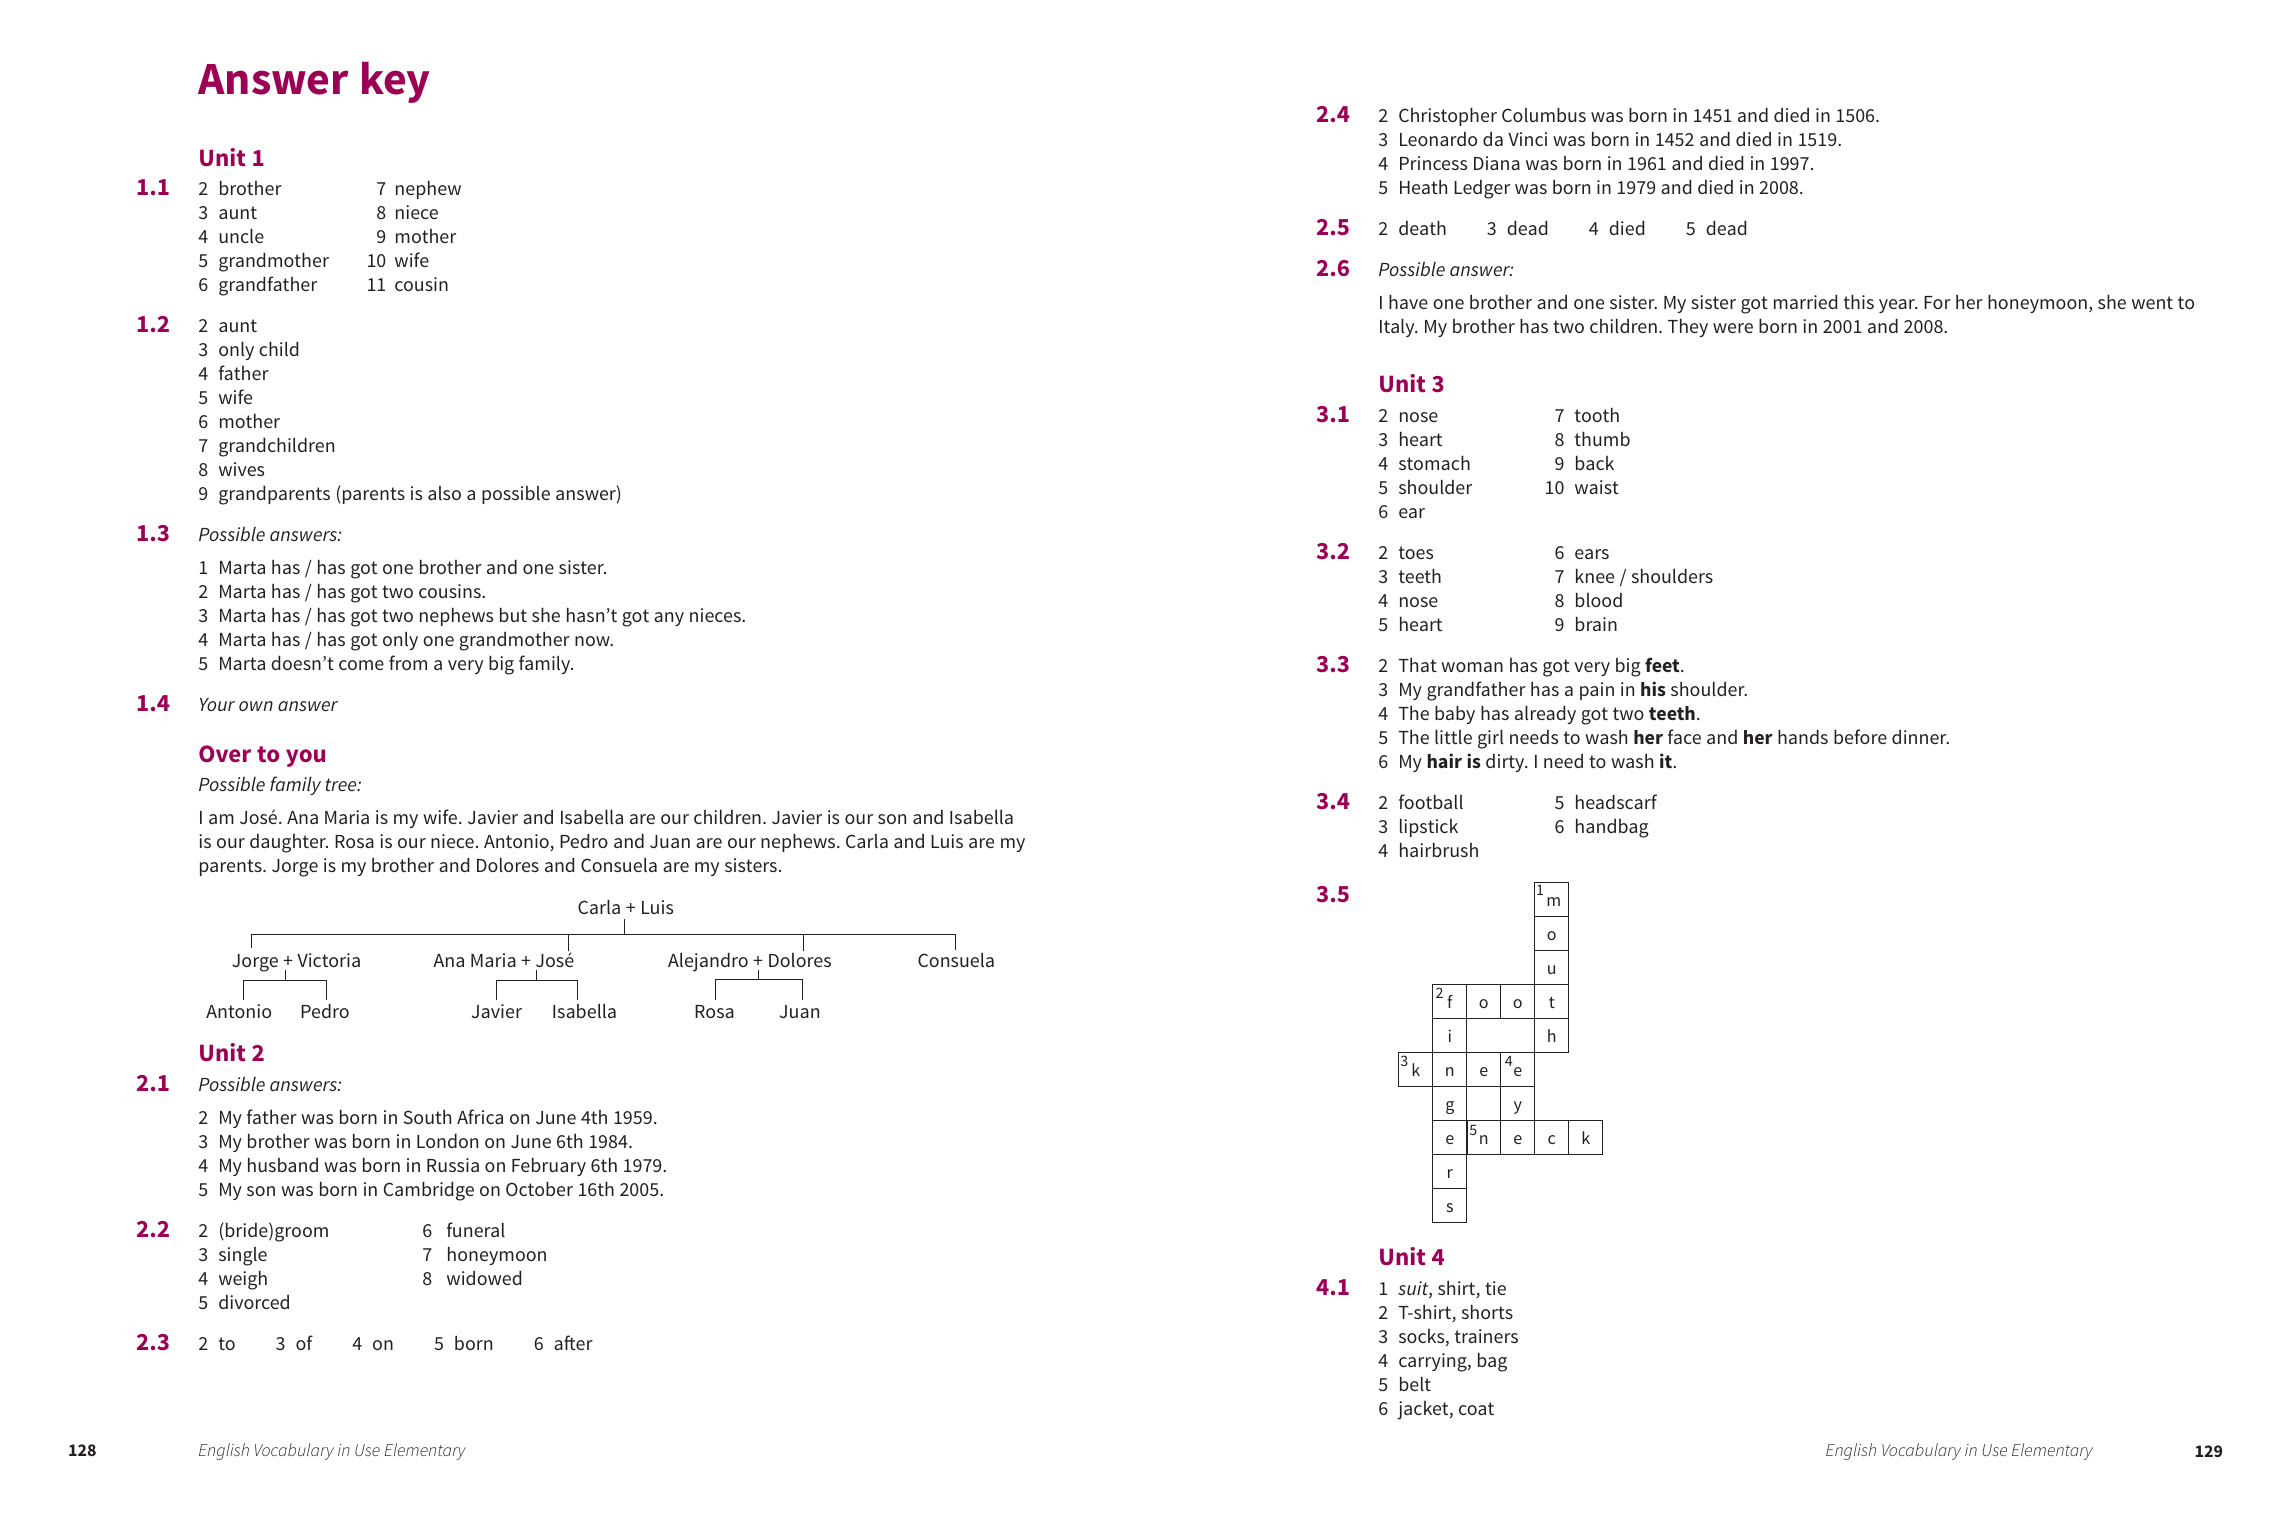 Answer key
Unit 1
1.1 2 brother 7 nephew
3 aunt 8 niece
4 uncle 9 mother
5 grandmother 10 wife
6 grandfather 11 cousin
1.2 2 aunt
3 only child
4 father
5 wife
6 mother
7 grandchildren
8 wives
9 grandparents (parents is also a possible answer)
1.3 Possible answers:
1 Marta has / has got one brother and one sister.
2 Marta has / has got two cousins.
3 Marta has / has got two nephews but she hasn’t got any nieces.
4 Marta has / has got only one grandmother now.
5 Marta doesn’t come from a very big family.
1.4 Your own answer
Over to you
Possible family tree:
I am José. Ana Maria is my wife. Javier and Isabella are our children. Javier is our son and Isabella
is our daughter. Rosa is our niece. Antonio, Pedro and Juan are our nephews. Carla and Luis are my
parents. Jorge is my brother and Dolores and Consuela are my sisters.
Carla + Luis
Jorge + Victoria Ana Maria + José Alejandro + Dolores Consuela
Antonio Pedro Javier Isabella Rosa Juan
Unit 2
2.1 Possible answers:
2 My father was born in South Africa on June 4th 1959.
3 My brother was born in London on June 6th 1984.
4 My husband was born in Russia on February 6th 1979.
5 My son was born in Cambridge on October 16th 2005.
2.2 2 (bride)groom 6 funeral
3 single 7 honeymoon
4 weigh 8 widowed
5 divorced
2.3 2 to 3 of 4 on 5 born 6 after
128 English Vocabulary in Use Elementary
2.4 2 Christopher Columbus was born in 1451 and died in 1506.
3 Leonardo da Vinci was born in 1452 and died in 1519.
4 Princess Diana was born in 1961 and died in 1997.
5 Heath Ledger was born in 1979 and died in 2008.
2.5 2 death 3 dead 4 died 5 dead
2.6 Possible answer:
I have one brother and one sister. My sister got married this year. For her honeymoon, she went to
Italy. My brother has two children. They were born in 2001 and 2008.
Unit 3
3.1 2 nose 7 tooth
3 heart 8 thumb
4 stomach 9 back
5 shoulder 10 waist
6 ear
3.2 2 toes 6 ears
3 teeth 7 knee / shoulders
4 nose 8 blood
5 heart 9 brain
3.3 2 That woman has got very big feet.
3 My grandfather has a pain in his shoulder.
4 The baby has already got two teeth.
5 The little girl needs to wash her face and her hands before dinner.
6 My hair is dirty. I need to wash it.
3.4 2 football 5 headscarf
3 lipstick 6 handbag
4 hairbrush
3.5 1 m
o
u
2 f o o t
i h
3 k n e 4 e
g y
e 5 n e c k
r
s
Unit 4
4.1 1 suit, shirt, tie
2 T-shirt, shorts
3 socks, trainers
4 carrying, bag
5 belt
6 jacket, coat
English Vocabulary in Use Elementary 129